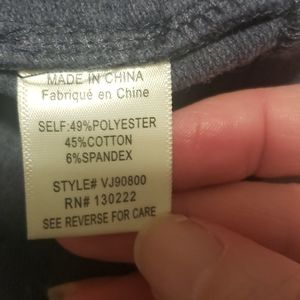 MADE IN CHINA
Fabriqué en Chine
SELF:49%POLYESTER
45%COTTON
6%SPANDEX
STYLE# VJ90800
RN# 130222
SEE REVERSE FOR CARE